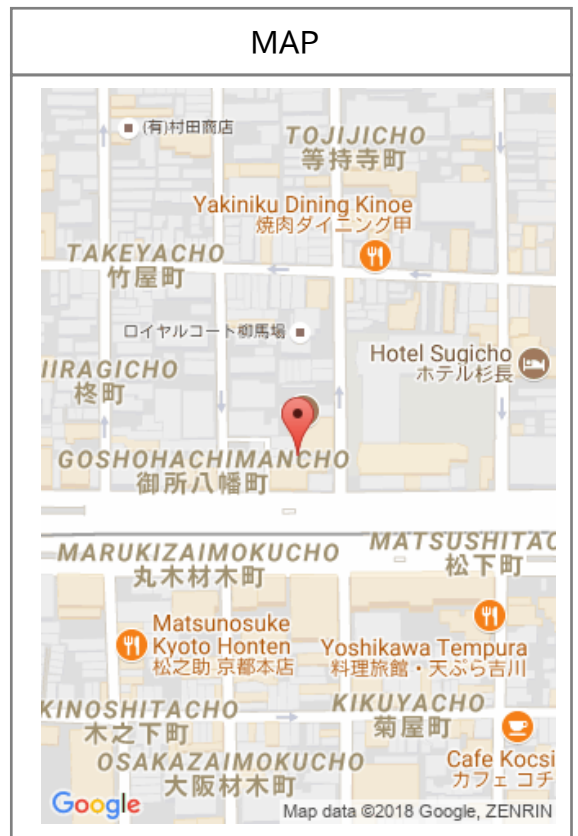 MAP
(有)村田商店
TOJIJICHO
等持寺町
Yakiniku Dining Kinoe
焼肉ダイニング甲
TAKEYACHO
竹屋町
ロイヤルコート柳馬場
Hotel Sugicho
ホテル杉長
IIRAGICHO
柊町
GOSHOHACHIMANCHO
御所八幡町
MARUKIZAIMOKUCHO
丸木材木町
MATSUSHITAC
松下町
Matsunosuke
Kyoto Honten
松之助 京都本店
Yoshikawa Tempura
料理旅館・天ぷら吉川
KINOSHITACHO
木之下町
KIKUYACHO
菊屋町
OSAKAZAIMOKUCHO
大阪材木町
Cafe Kocsi
カフェ コチ
Google
Map data ©2018 Google, ZENRIN